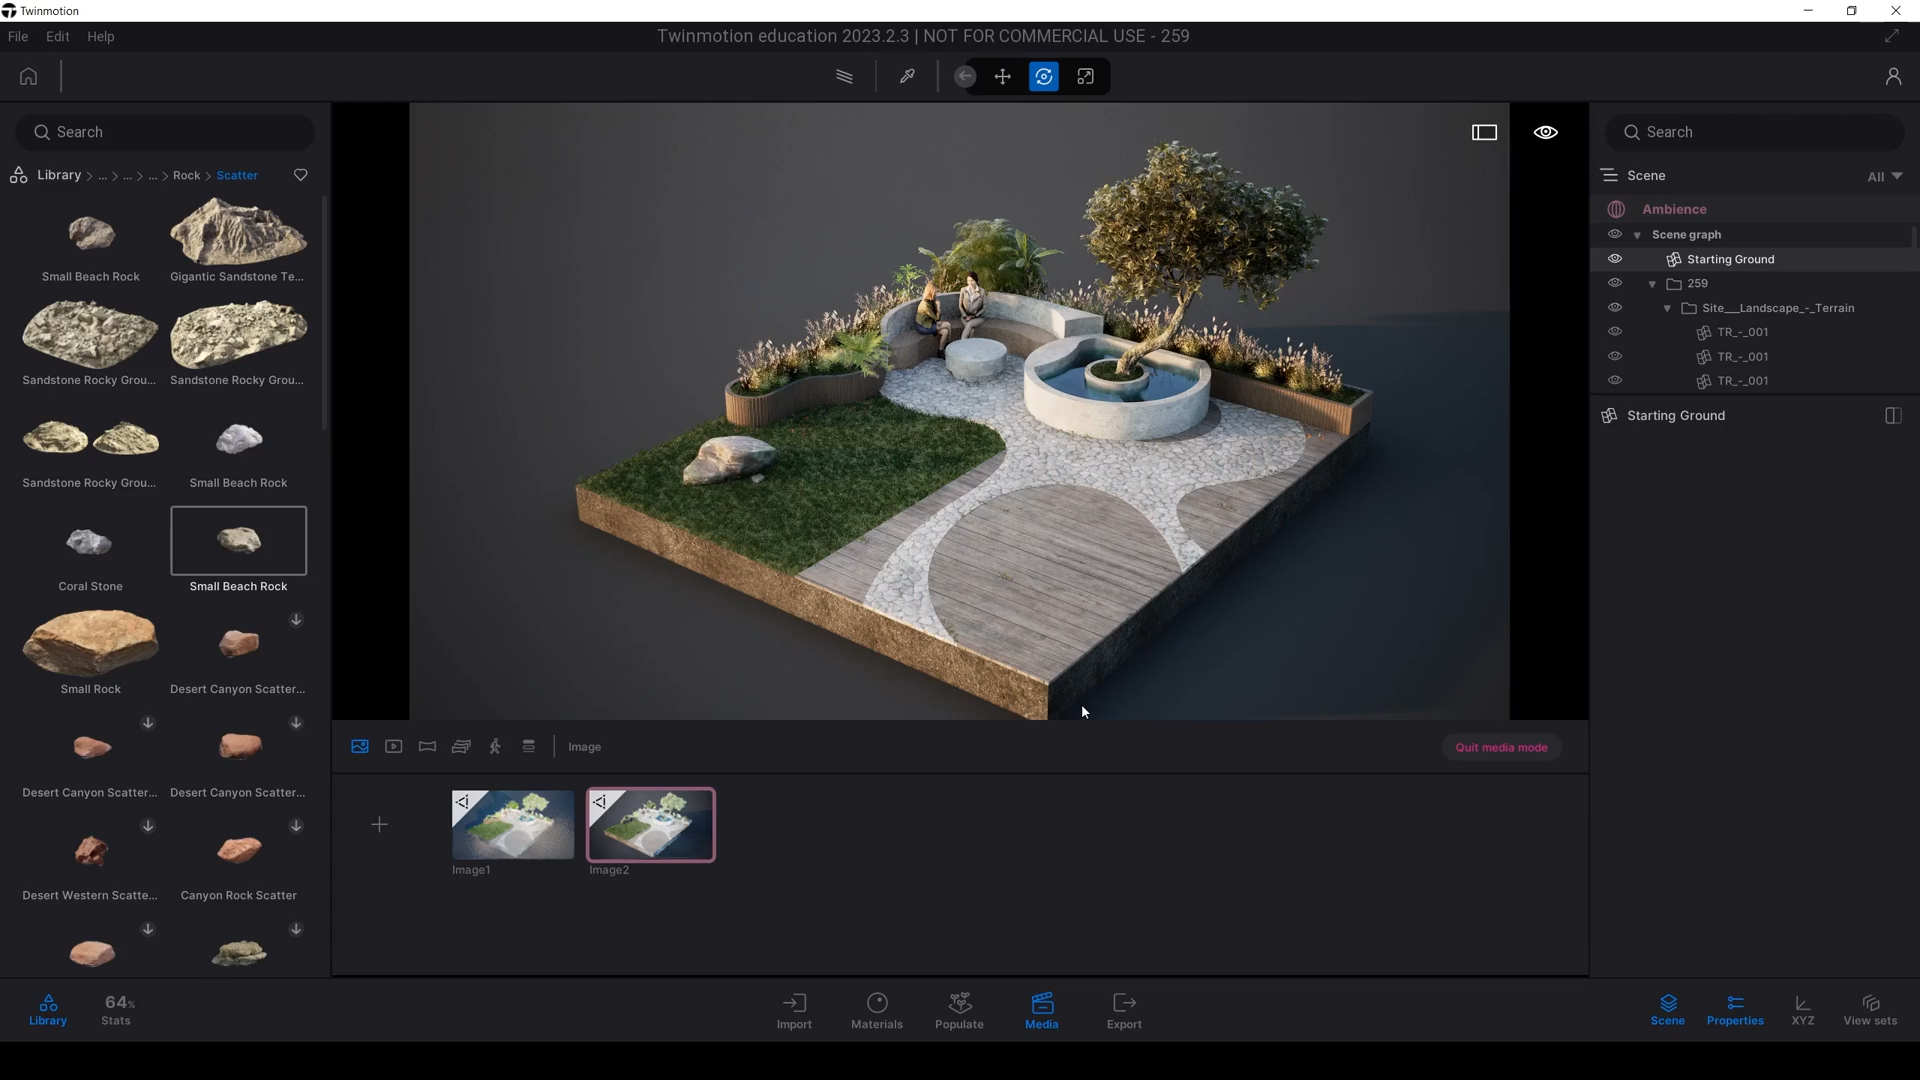 Twinmotion
File Edit Help
Twinmotion education 2023.2.3 | NOT FOR COMMERCIAL USE - 259
Search
Library > ... > ... > ... > Rock > Scatter
Small Beach Rock
Gigantic Sandstone Te...
Sandstone Rocky Grou...
Sandstone Rocky Grou...
Sandstone Rocky Grou...
Small Beach Rock
Coral Stone
Small Beach Rock
Small Rock
Desert Canyon Scatter...
Desert Canyon Scatter...
Desert Canyon Scatter...
Desert Western Scatte...
Canyon Rock Scatter
Search
Scene
All
Ambience
Scene graph
Starting Ground
259
Site__Landscape_-_Terrain
TR_-_001
TR_-_001
TR_-_001
Starting Ground
Image
Quit media mode
Image1
Image2
Library
64%
Stats
Import
Materials
Populate
Media
Export
Scene
Properties
XYZ
View sets